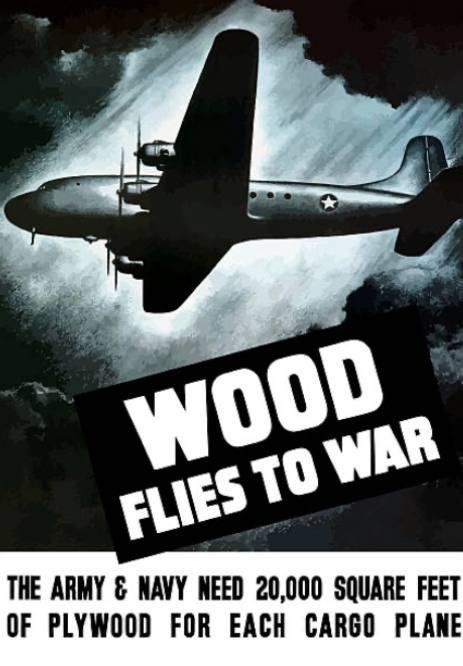 WOOD
FLIES TO WAR
THE ARMY & NAVY NEED 20,000 SQUARE FEET
OF PLYWOOD FOR EACH CARGO PLANE